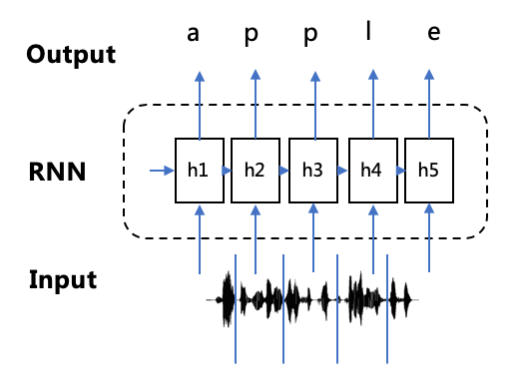 Output a p p l e
RNN h1 h2 h3 h4 h5
Input